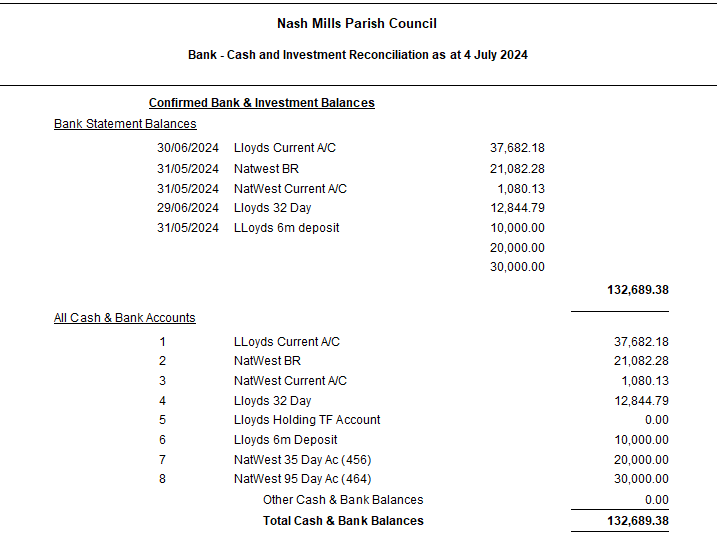 Nash Mills Parish Council
Bank - Cash and Investment Reconciliation as at 4 July 2024
Confirmed Bank & Investment Balances
Bank Statement Balances
30/06/2024 Lloyds Current A/C 37,682.18
31/05/2024 Natwest BR 21,082.28
31/05/2024 NatWest Current A/C 1,080.13
29/06/2024 Lloyds 32 Day 12,844.79
31/05/2024 LLoyds 6m deposit 10,000.00
20,000.00
30,000.00
132,689.38
All Cash & Bank Accounts
1 LLoyds Current A/C 37,682.18
2 NatWest BR 21,082.28
3 NatWest Current A/C 1,080.13
4 Lloyds 32 Day 12,844.79
5 Lloyds Holding TF Account 0.00
6 Lloyds 6m Deposit 10,000.00
7 NatWest 35 Day Ac (456) 20,000.00
8 NatWest 95 Day Ac (464) 30,000.00
Other Cash & Bank Balances 0.00
Total Cash & Bank Balances 132,689.38